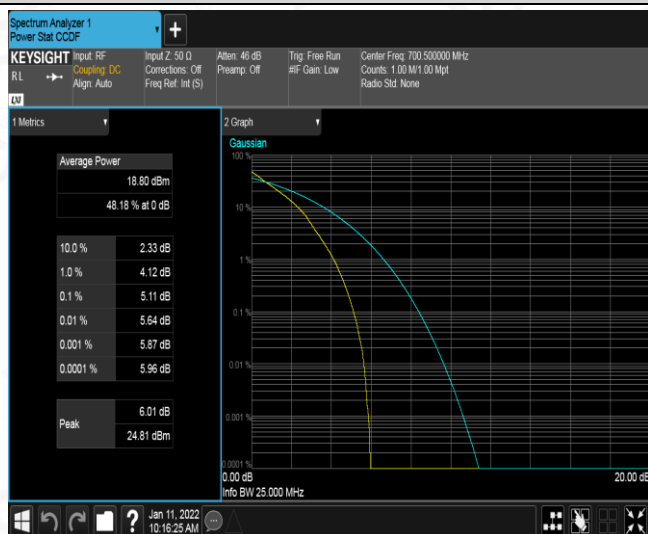 Spectrum Analyzer 1
Power Stat CCDF
+
KEYSIGHT
Input: RF
Input Z: 50 Ω
Atten: 46 dB
Trig: Free Run
Center Freq: 700.500000 MHz
RL
Coupling: DC
Corrections: Off
Preamp: Off
#IF Gain: Low
Counts: 1.00 M/1.00 Mpt
Align: Auto
Freq Ref: Int (S)
Radio Std: None
LXI
1 Metrics
Average Power
18.80 dBm
48.18 % at 0 dB
10.0 % 2.33 dB
1.0 % 4.12 dB
0.1 % 5.11 dB
0.01 % 5.64 dB
0.001 % 5.87 dB
0.0001 % 5.96 dB
Peak
6.01 dB
24.81 dBm
2 Graph
Gaussian
100 %
10 %
1 %
0.1 %
0.01 %
0.001 %
0.0001 %
0.00 dB
20.00 dB
Info BW 25.000 MHz
?
Jan 11, 2022
10:16:25 AM